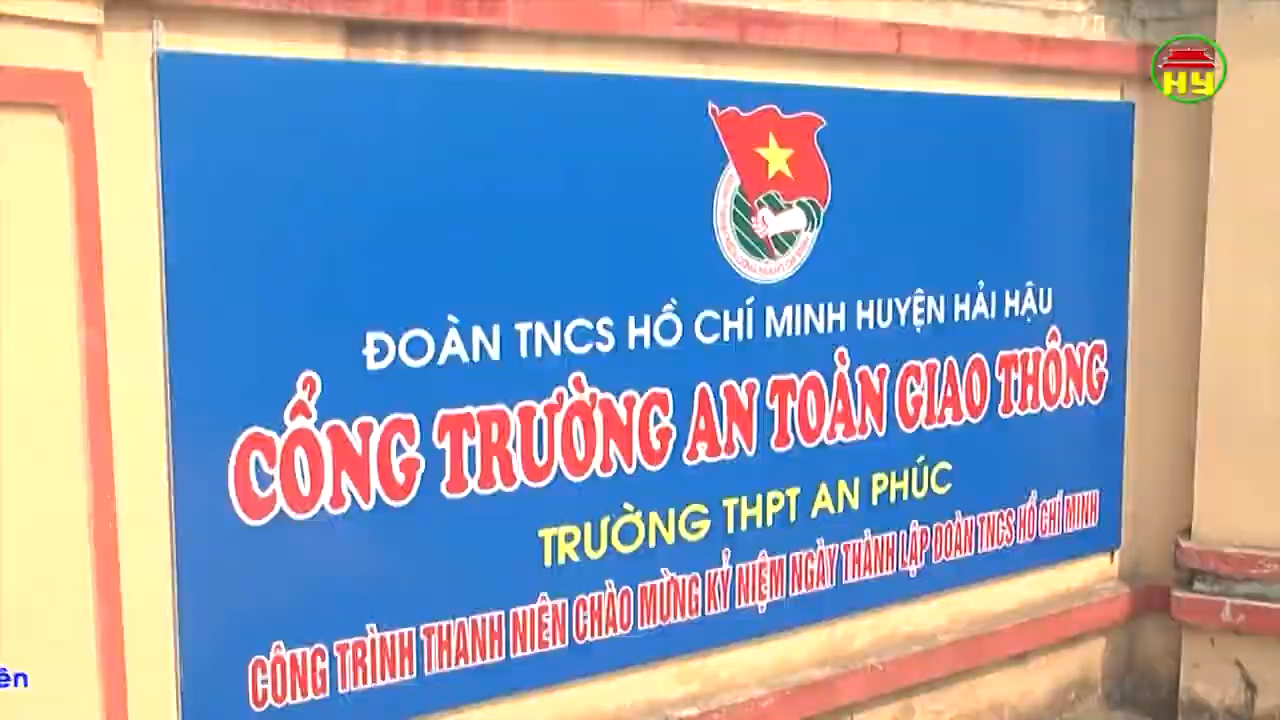 HY
ĐOÀN TNCS HỒ CHÍ MINH HUYỆN HẢI HẬU
CỔNG TRƯỜNG AN TOÀN GIAO THÔNG
TRƯỜNG THPT AN PHÚC
CÔNG TRÌNH THANH NIÊN CHÀO MỪNG KỶ NIỆM NGÀY THÀNH LẬP ĐOÀN TNCS HỒ CHÍ MINH
ên